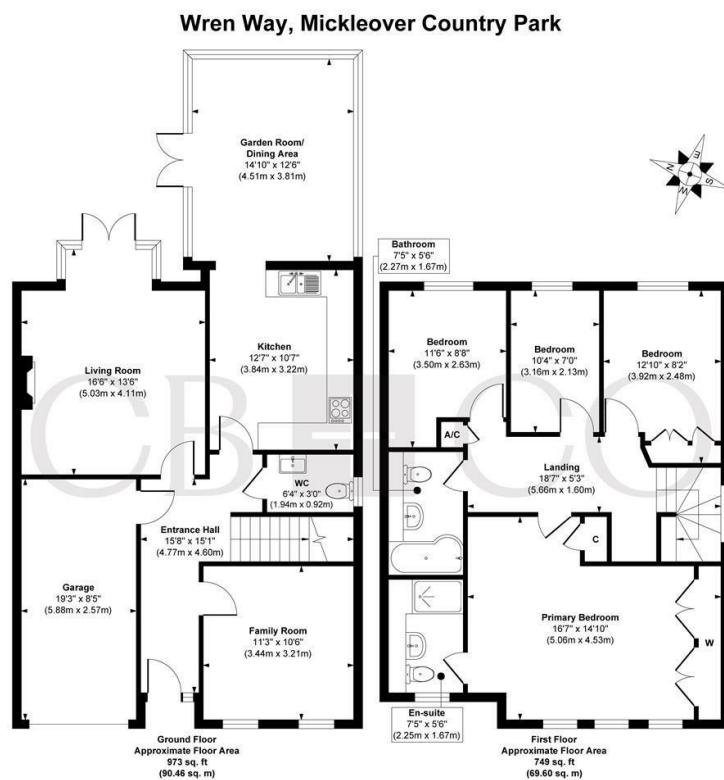 Wren Way, Mickleover Country Park
Garden Room/
Dining Area
14'10" x 12'6"
(4.51m x 3.81m)
N
E
S
W
Bathroom
7'5" x 5'6"
(2.27m x 1.67m)
Living Room
16'6" x 13'6"
(5.03m x 4.11m)
Kitchen
12'7" x 10'7"
(3.84m x 3.22m)
Bedroom
11'6" x 8'8"
(3.50m x 2.63m)
Bedroom
10'4" x 7'0"
(3.16m x 2.13m)
Bedroom
12'10" x 8'2"
(3.92m x 2.48m)
CB CO
A/C
WC
6'4" x 3'0"
(1.94m x 0.92m)
Landing
18'7" x 5'3"
(5.66m x 1.60m)
Entrance Hall
15'8" x 15'1"
(4.77m x 4.60m)
C
Garage
19'3" x 8'5"
(5.88m x 2.57m)
Family Room
11'3" x 10'6"
(3.44m x 3.21m)
Primary Bedroom
16'7" x 14'10"
(5.06m x 4.53m)
W
En-suite
7'5" x 5'6"
(2.25m x 1.67m)
Ground Floor
Approximate Floor Area
973 sq. ft
(90.46 sq. m)
First Floor
Approximate Floor Area
749 sq. ft
(69.60 sq. m)